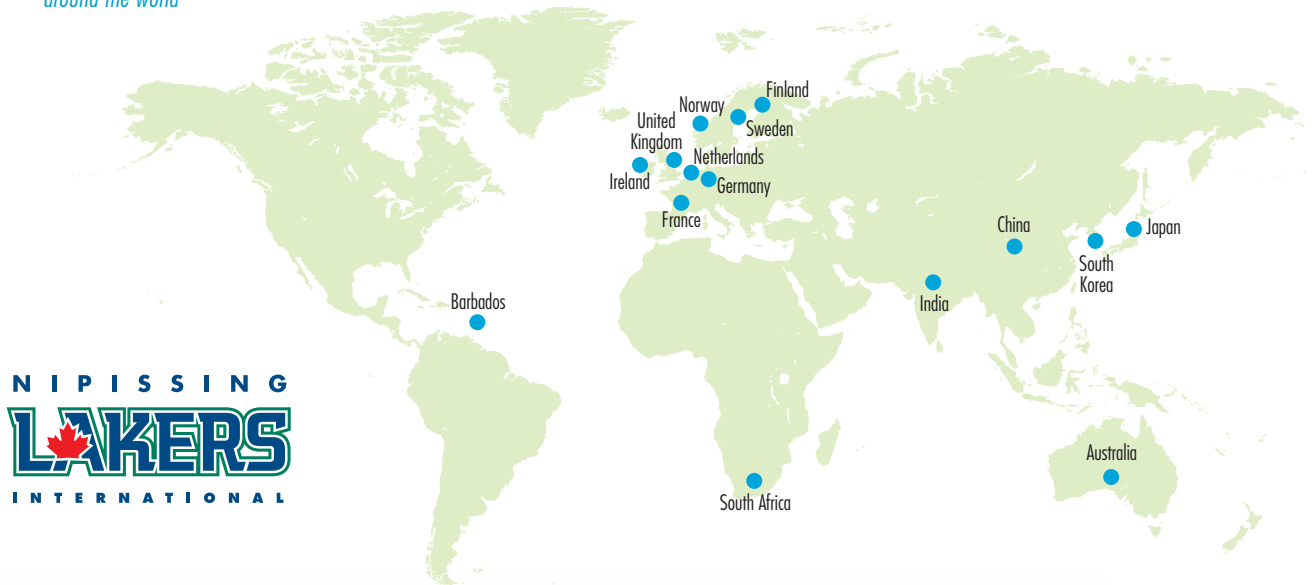 around the world
Finland
Norway
Sweden
United
Kingdom
Netherlands
Ireland
Germany
France
China
Japan
South
Korea
India
Barbados
NIPISSING
LAKERS
INTERNATIONAL
Australia
South Africa